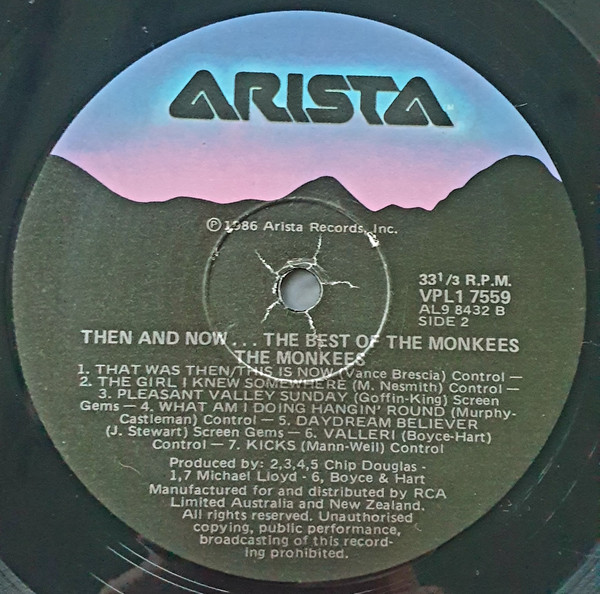 ARISTA
Ⓟ 1986 Arista Records, Inc.
33 1/3 R.P.M.
VPL1 7559
AL9 8432 B
SIDE 2
THEN AND NOW . . . THE BEST OF THE MONKEES
THE MONKEES
1. THAT WAS THEN/THIS IS NOW (Vance Brescia) Control —
2. THE GIRL I KNEW SOMEWHERE (M. Nesmith) Control —
3. PLEASANT VALLEY SUNDAY (Goffin-King) Screen
Gems — 4. WHAT AM I DOING HANGIN' ROUND (Murphy-
Castleman) Control — 5. DAYDREAM BELIEVER
(J. Stewart) Screen Gems — 6. VALLERI (Boyce-Hart)
Control — 7. KICKS (Mann-Weil) Control
Produced by: 2,3,4,5 Chip Douglas -
1,7 Michael Lloyd - 6, Boyce & Hart
Manufactured for and distributed by RCA
Limited Australia and New Zealand.
All rights reserved. Unauthorised
copying, public performance,
broadcasting of this record-
ing prohibited.